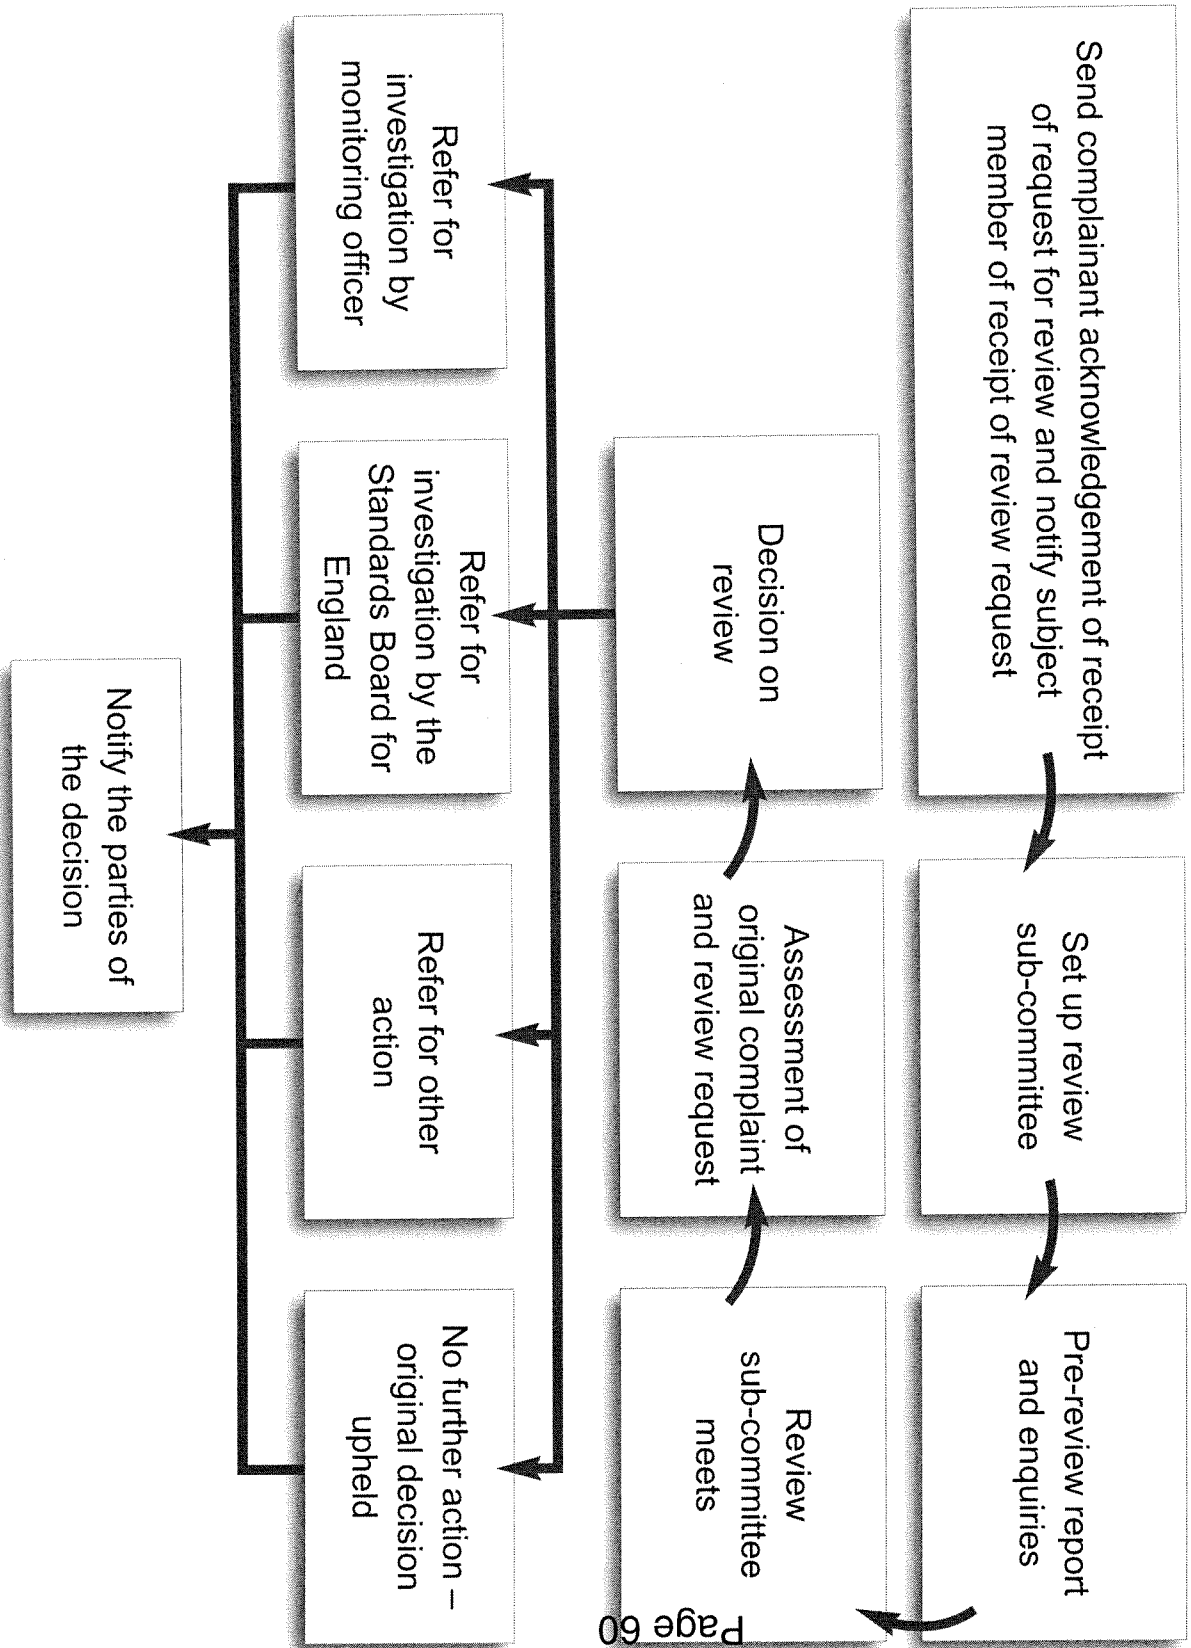 Send complainant acknowledgement of receipt
of request for review and notify subject
member of receipt of review request
Set up review
sub-committee
Pre-review report
and enquiries
Review
sub-committee
meets
Assessment of
original complaint
and review request
Decision on
review
Refer for
investigation by
monitoring officer
Refer for
investigation by the
Standards Board for
England
Refer for other
action
No further action –
original decision
upheld
Notify the parties of
the decision
Page 60